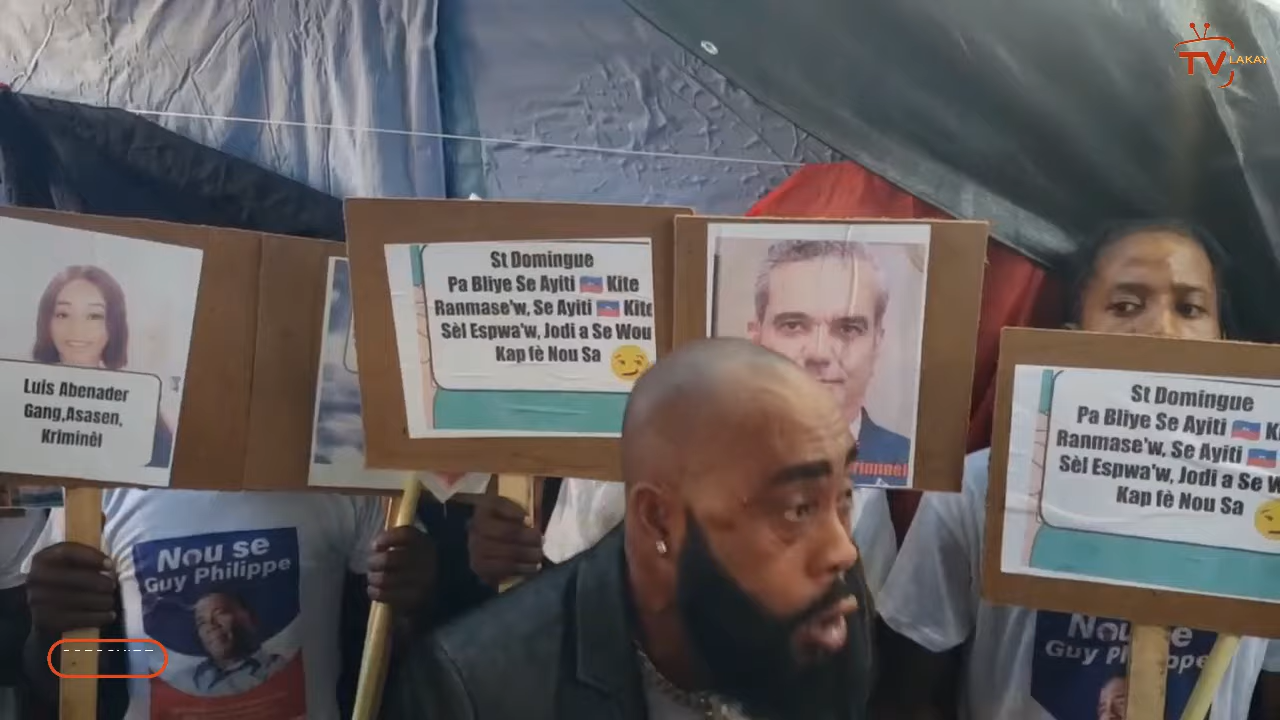 TV LAKAY
Luis Abenader
Gang,Asasen,
Kriminèl
St Domingue
Pa Bliye Se Ayiti 🇭🇹 Kite
Ranmase'w, Se Ayiti 🇭🇹 Kite
Sèl Espwa'w, Jodi a Se Wou
Kap fè Nou Sa 😏
St Domingue
Pa Bliye Se Ayiti 🇭🇹
Ranmase'w, Se Ayiti 🇭🇹
Sèl Espwa'w, Jodi a Se
Kap fè Nou Sa
Nou se
Guy Philippe
Nou se
Guy